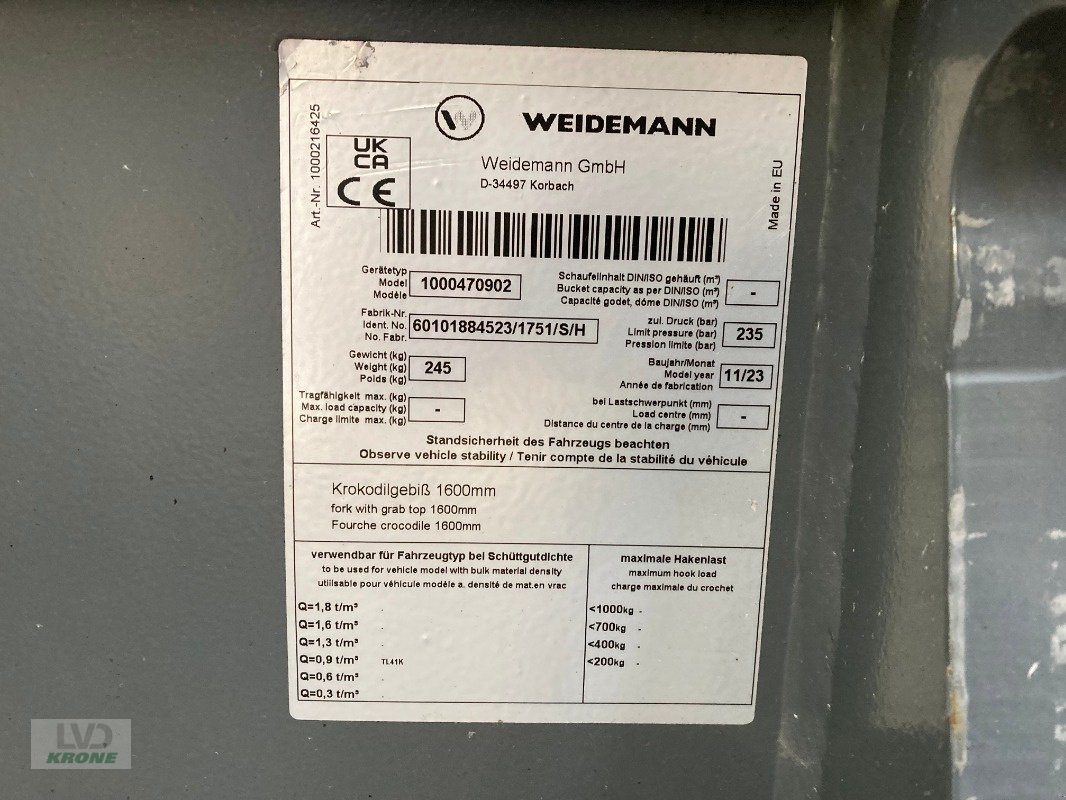 WEIDEMANN
Weidemann GmbH
D-34497 Korbach
Art.-Nr. 1000216425
UK
CA
CE
Made in EU
Gerätetyp
Model
Modèle
1000470902
Schaufelinhalt DIN/ISO gehäuft (m³)
Bucket capacity as per DIN/ISO (m³)
Capacité godet, dôme DIN/ISO (m³)
-
Fabrik-Nr.
Ident. No.
No. Fabr.
60101884523/1751/S/H
zul. Druck (bar)
Limit pressure (bar)
Pression limite (bar)
235
Gewicht (kg)
Weight (kg)
Poids (kg)
245
Baujahr/Monat
Model year
Année de fabrication
11/23
Tragfähigkeit max. (kg)
Max. load capacity (kg)
Charge limite max. (kg)
-
bei Lastschwerpunkt (mm)
Load centre (mm)
Distance du centre de la charge (mm)
-
Standsicherheit des Fahrzeugs beachten
Observe vehicle stability / Tenir compte de la stabilité du véhicule
Krokodilgebiß 1600mm
fork with grab top 1600mm
Fourche crocodile 1600mm
verwendbar für Fahrzeugtyp bei Schüttgutdichte
to be used for vehicle model with bulk material density
utilisable pour véhicule modèle a. densité de mat.en vrac
Q=1,8 t/m³ .
Q=1,6 t/m³ .
Q=1,3 t/m³ .
Q=0,9 t/m³ TL41K
Q=0,6 t/m³ .
Q=0,3 t/m³ .
maximale Hakenlast
maximum hook load
charge maximale du crochet
<1000kg -
<700kg -
<400kg -
<200kg -
LVD
KRONE